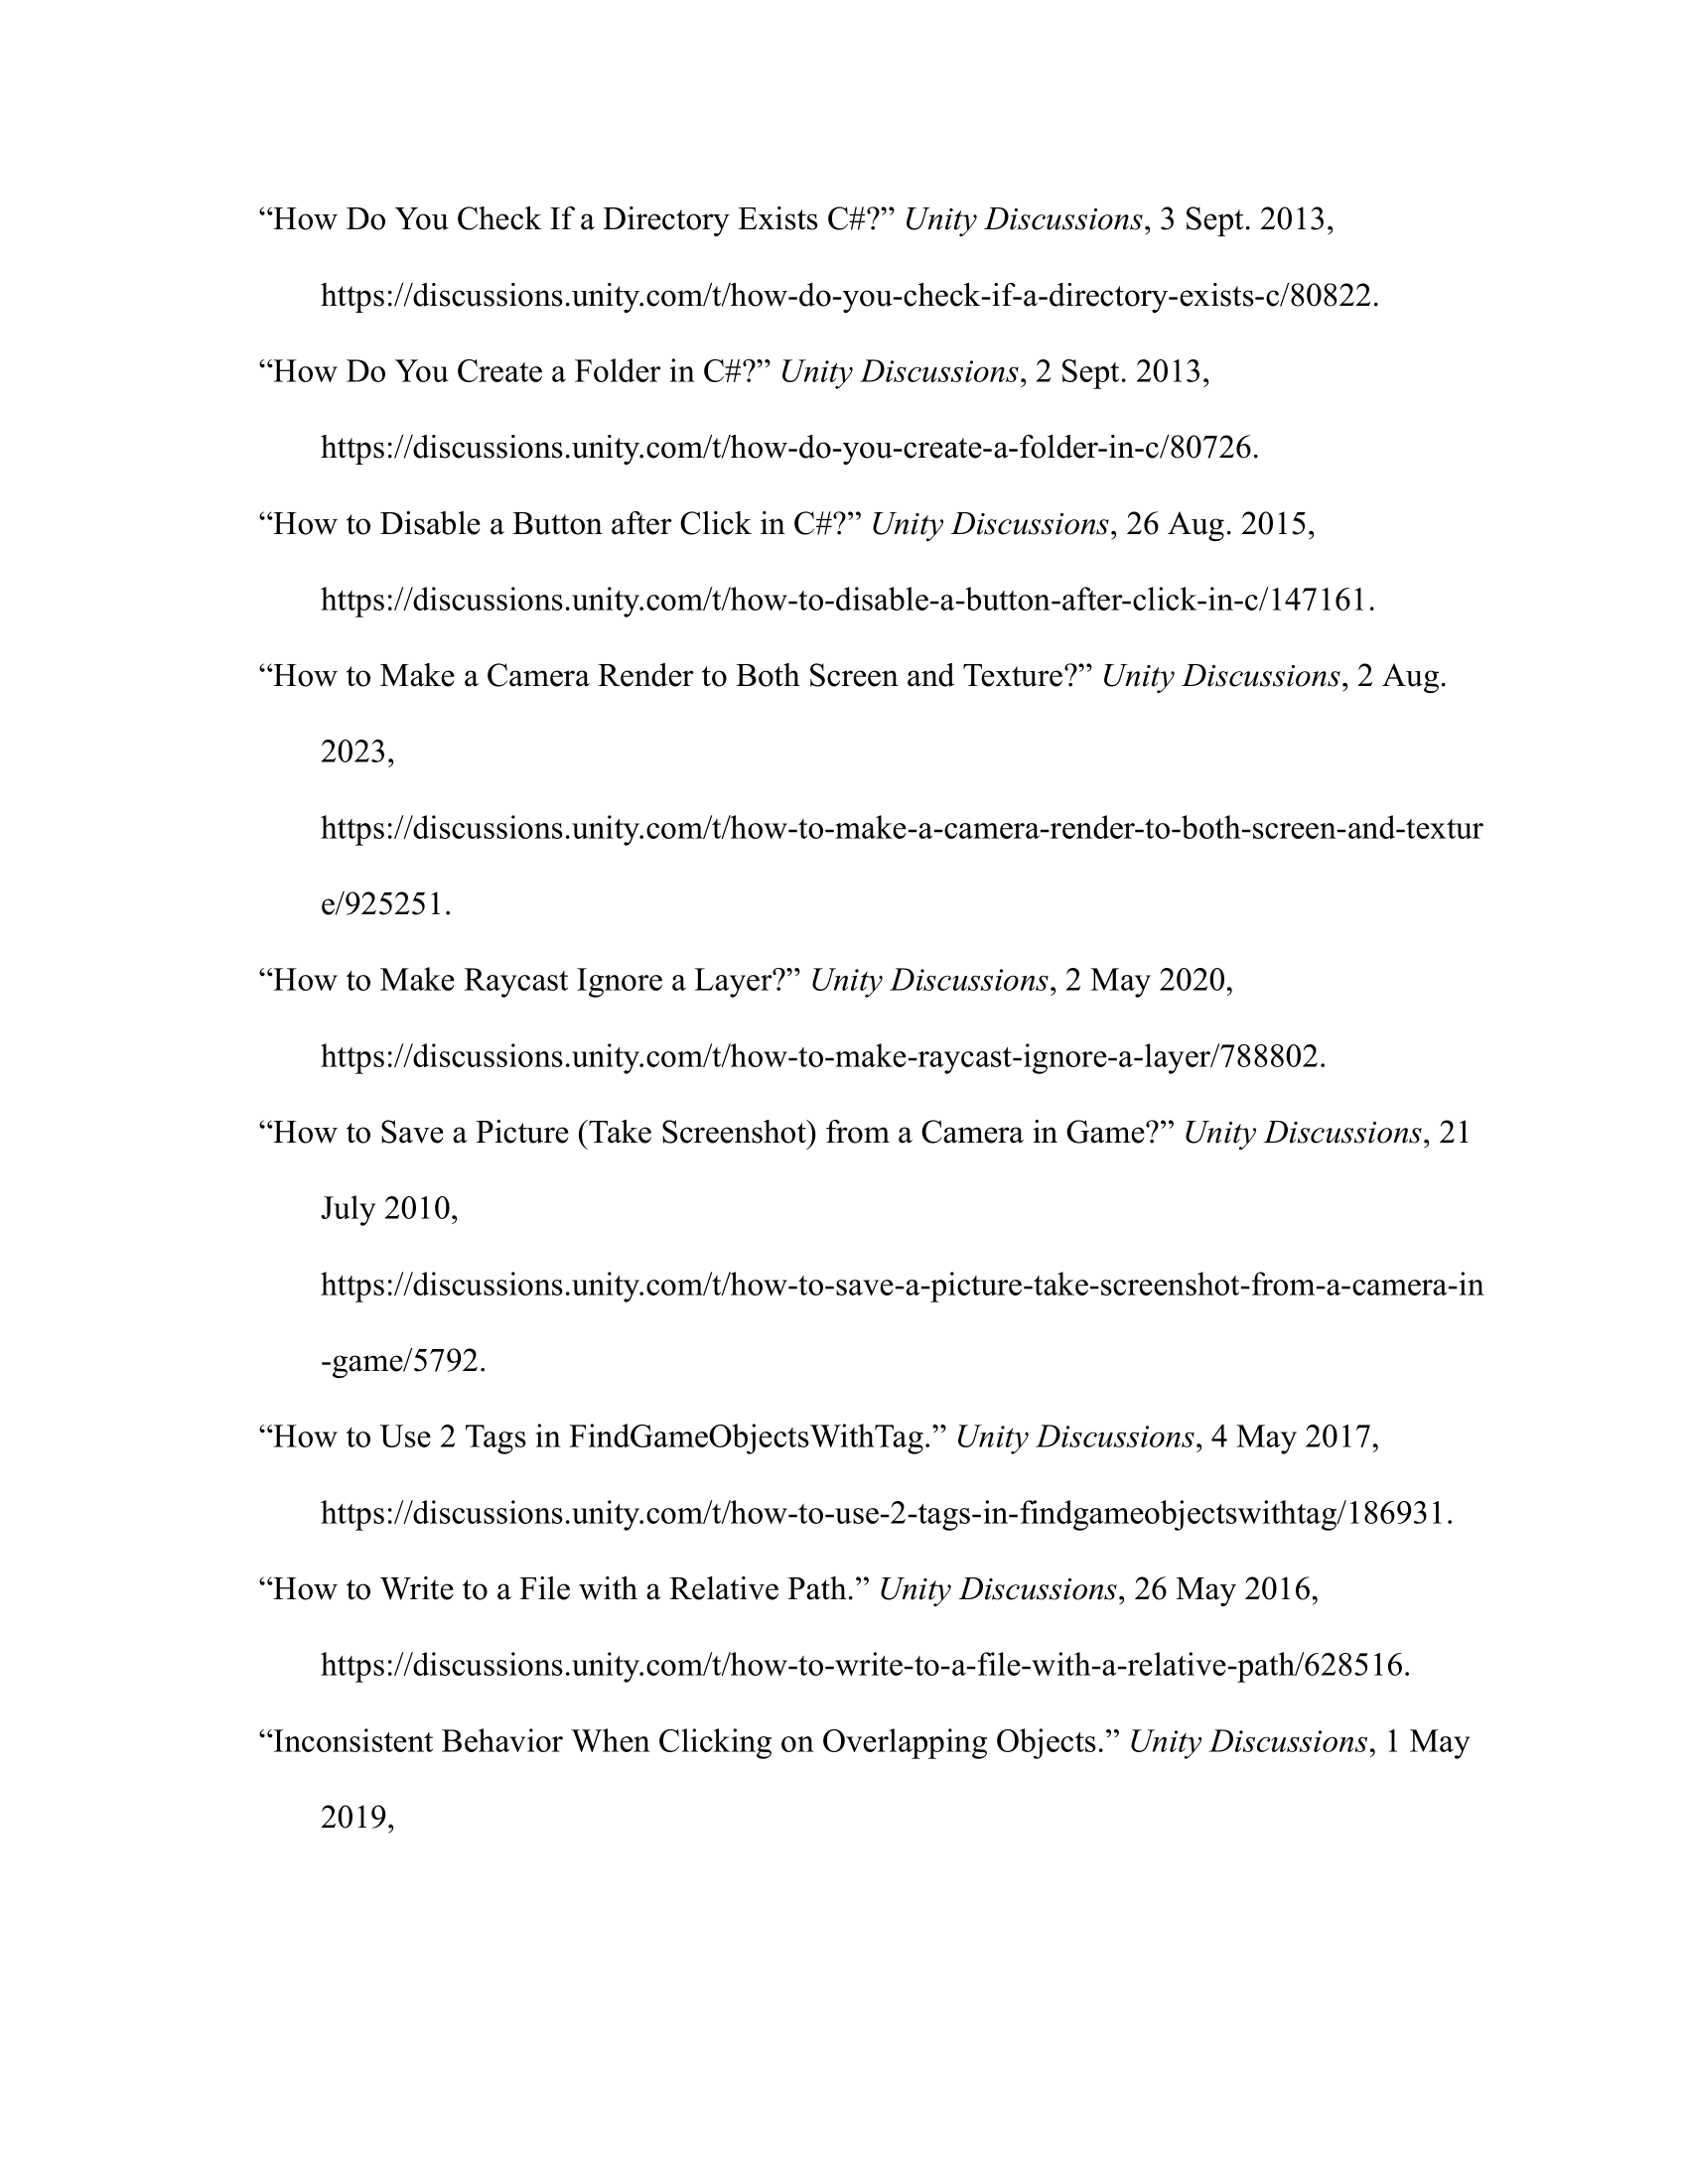 “How Do You Check If a Directory Exists C#?” Unity Discussions, 3 Sept. 2013,
https://discussions.unity.com/t/how-do-you-check-if-a-directory-exists-c/80822.
“How Do You Create a Folder in C#?” Unity Discussions, 2 Sept. 2013,
https://discussions.unity.com/t/how-do-you-create-a-folder-in-c/80726.
“How to Disable a Button after Click in C#?” Unity Discussions, 26 Aug. 2015,
https://discussions.unity.com/t/how-to-disable-a-button-after-click-in-c/147161.
“How to Make a Camera Render to Both Screen and Texture?” Unity Discussions, 2 Aug.
2023,
https://discussions.unity.com/t/how-to-make-a-camera-render-to-both-screen-and-textur
e/925251.
“How to Make Raycast Ignore a Layer?” Unity Discussions, 2 May 2020,
https://discussions.unity.com/t/how-to-make-raycast-ignore-a-layer/788802.
“How to Save a Picture (Take Screenshot) from a Camera in Game?” Unity Discussions, 21
July 2010,
https://discussions.unity.com/t/how-to-save-a-picture-take-screenshot-from-a-camera-in
-game/5792.
“How to Use 2 Tags in FindGameObjectsWithTag.” Unity Discussions, 4 May 2017,
https://discussions.unity.com/t/how-to-use-2-tags-in-findgameobjectswithtag/186931.
“How to Write to a File with a Relative Path.” Unity Discussions, 26 May 2016,
https://discussions.unity.com/t/how-to-write-to-a-file-with-a-relative-path/628516.
“Inconsistent Behavior When Clicking on Overlapping Objects.” Unity Discussions, 1 May
2019,